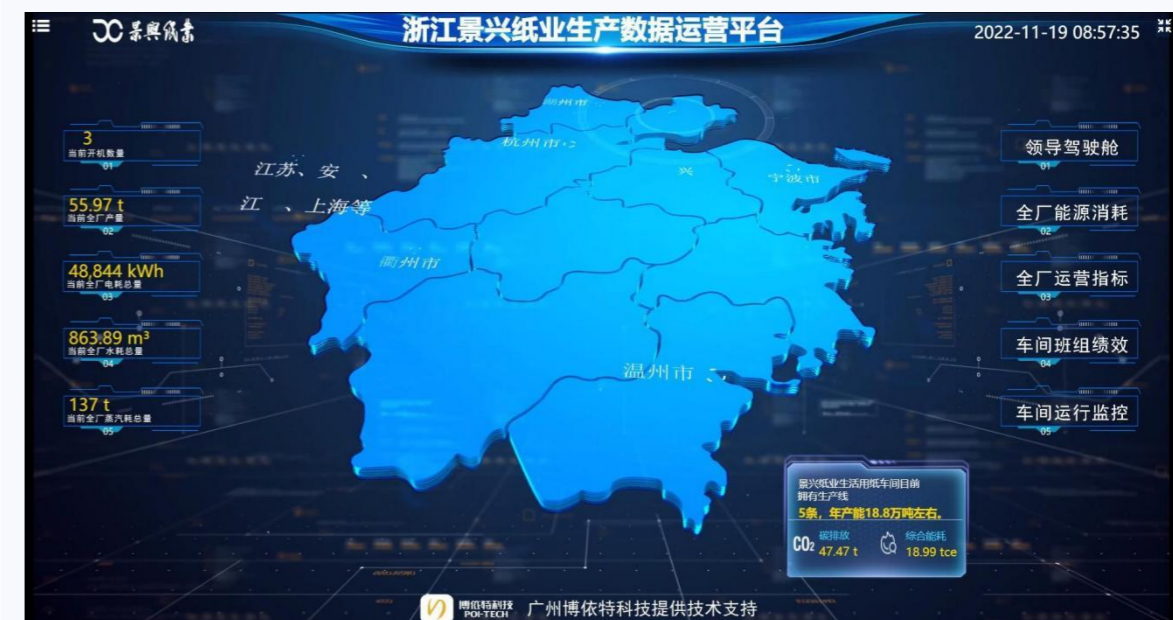 浙江景兴纸业生产数据运营平台
2022-11-19 08:57:35
3
当前开机数量
01
55.97 t
当前全厂产量
02
48,844 kWh
当前全厂电耗总量
03
863.89 m³
当前全厂水耗总量
04
137 t
当前全厂蒸汽耗总量
05
湖州市
杭州市
兴
宁波市
江苏、安 、
江 、上海等
衢州市
温州市
领导驾驶舱
01
全厂能源消耗
02
全厂运营指标
03
车间班组绩效
04
车间运行监控
05
景兴纸业生活用纸车间目前
拥有生产线
5条，年产能18.8万吨左右。
CO₂ 碳排放
47.47 t
综合能耗
18.99 tce
博依特科技
POI-TECH
广州博依特科技提供技术支持